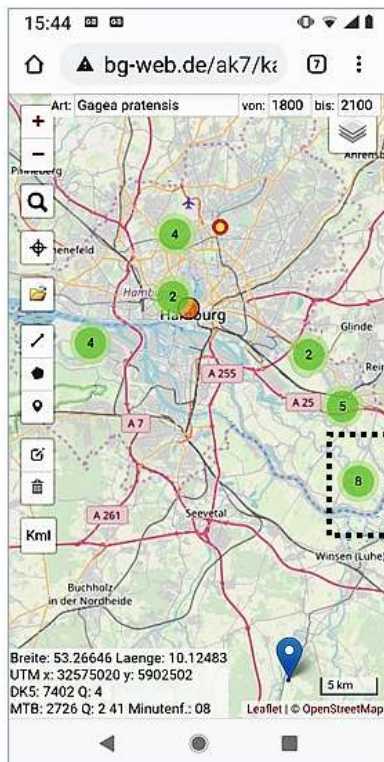 15:44
bg-web.de/ak7/ka
7
Art: Gagea pratensis von: 1800 bis: 2100
+
−
Ahrensb
Pinneberg
4
enefeld
Hamb
2
Hamburg
Glinde
4
2
Rein
A 255
A 25
5
A 7
8
A 261
Seevetal
Kml
Winsen (Luhe)
Buchholz
in der Nordheide
Breite: 53.26646 Laenge: 10.12483
UTM x: 32575020 y: 5902502
DK5: 7402 Q: 4
5 km
MTB: 2726 Q: 2 41 Minutenf.: 08
Leaflet | © OpenStreetMap